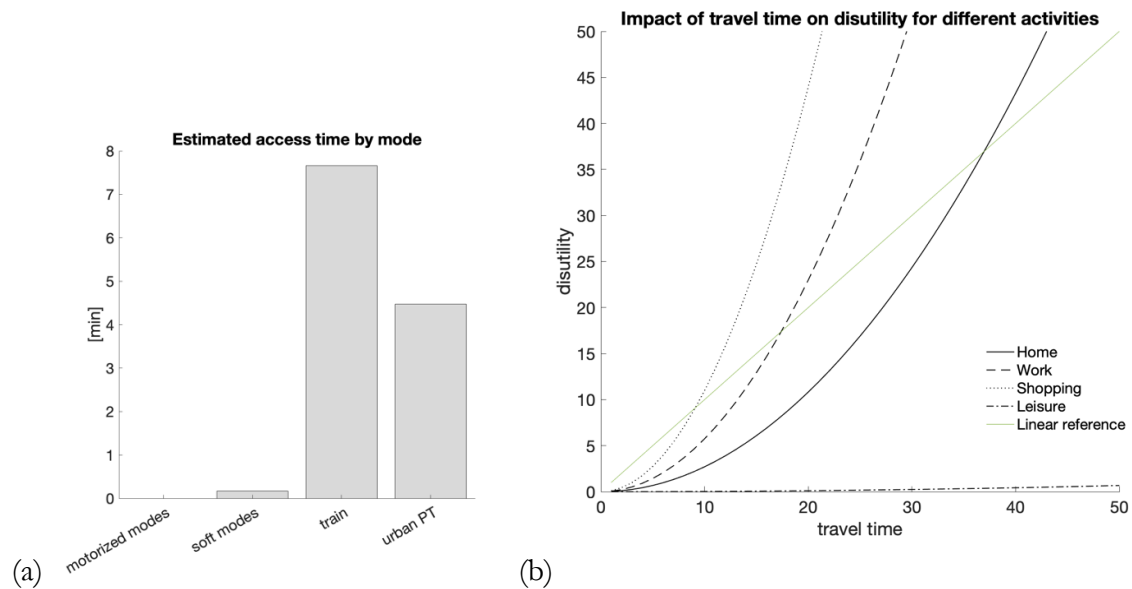 Estimated access time by mode
8
7
6
5
4
3
2
1
0
[min]
motorized modes
soft modes
train
urban PT
(a)
Impact of travel time on disutility for different activities
50
45
40
35
30
25
20
15
10
5
0
disutility
0 10 20 30 40 50
travel time
Home
Work
Shopping
Leisure
Linear reference
(b)